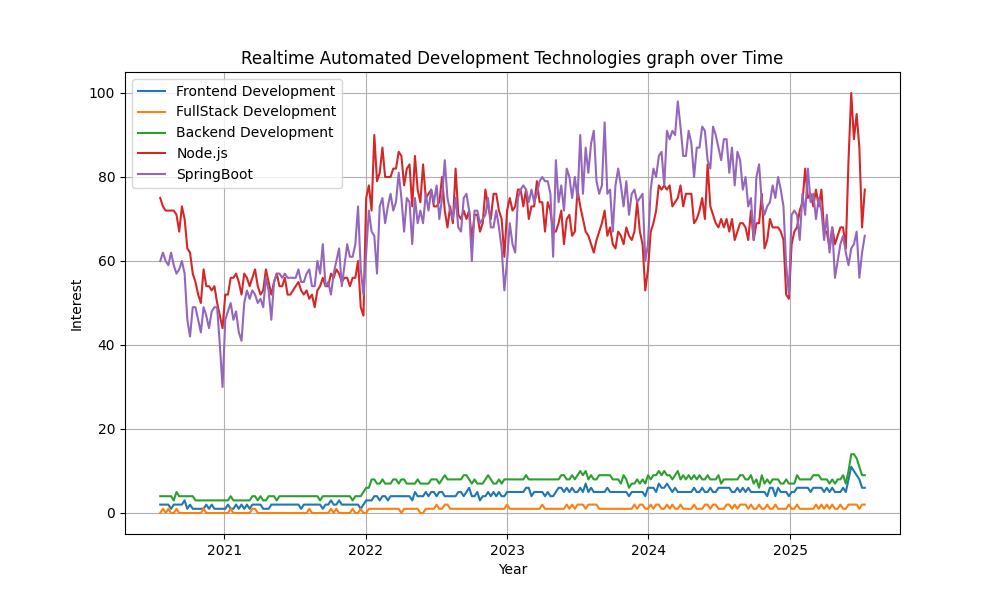 Realtime Automated Development Technologies graph over Time
Frontend Development
FullStack Development
Backend Development
Node.js
SpringBoot
100
80
60
40
20
0
Interest
2021
2022
2023
2024
2025
Year